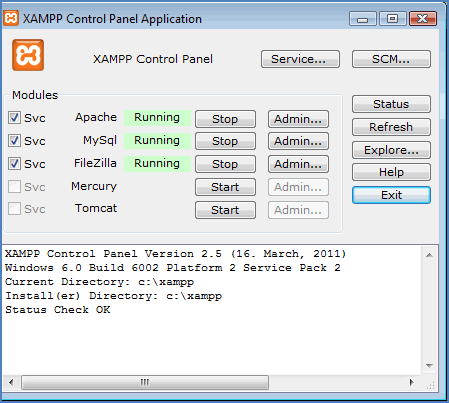 XAMPP Control Panel Application
XAMPP Control Panel Service... SCM...
Modules
Svc Apache Running Stop Admin...
Svc MySql Running Stop Admin...
Svc FileZilla Running Stop Admin...
Svc Mercury Start Admin...
Svc Tomcat Start Admin...
Status
Refresh
Explore...
Help
Exit
XAMPP Control Panel Version 2.5 (16. March, 2011)
Windows 6.0 Build 6002 Platform 2 Service Pack 2
Current Directory: c:\xampp
Install(er) Directory: c:\xampp
Status Check OK